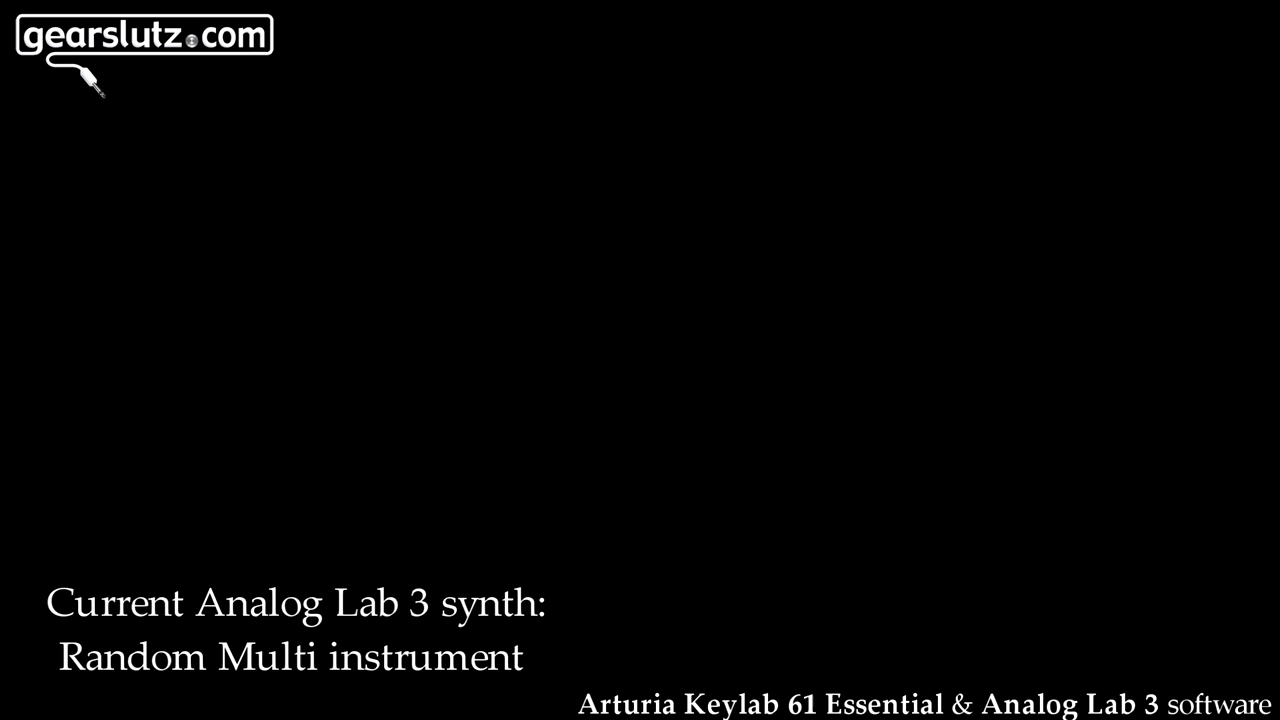 gearslutz.com
Current Analog Lab 3 synth:
Random Multi instrument
Arturia Keylab 61 Essential & Analog Lab 3 software